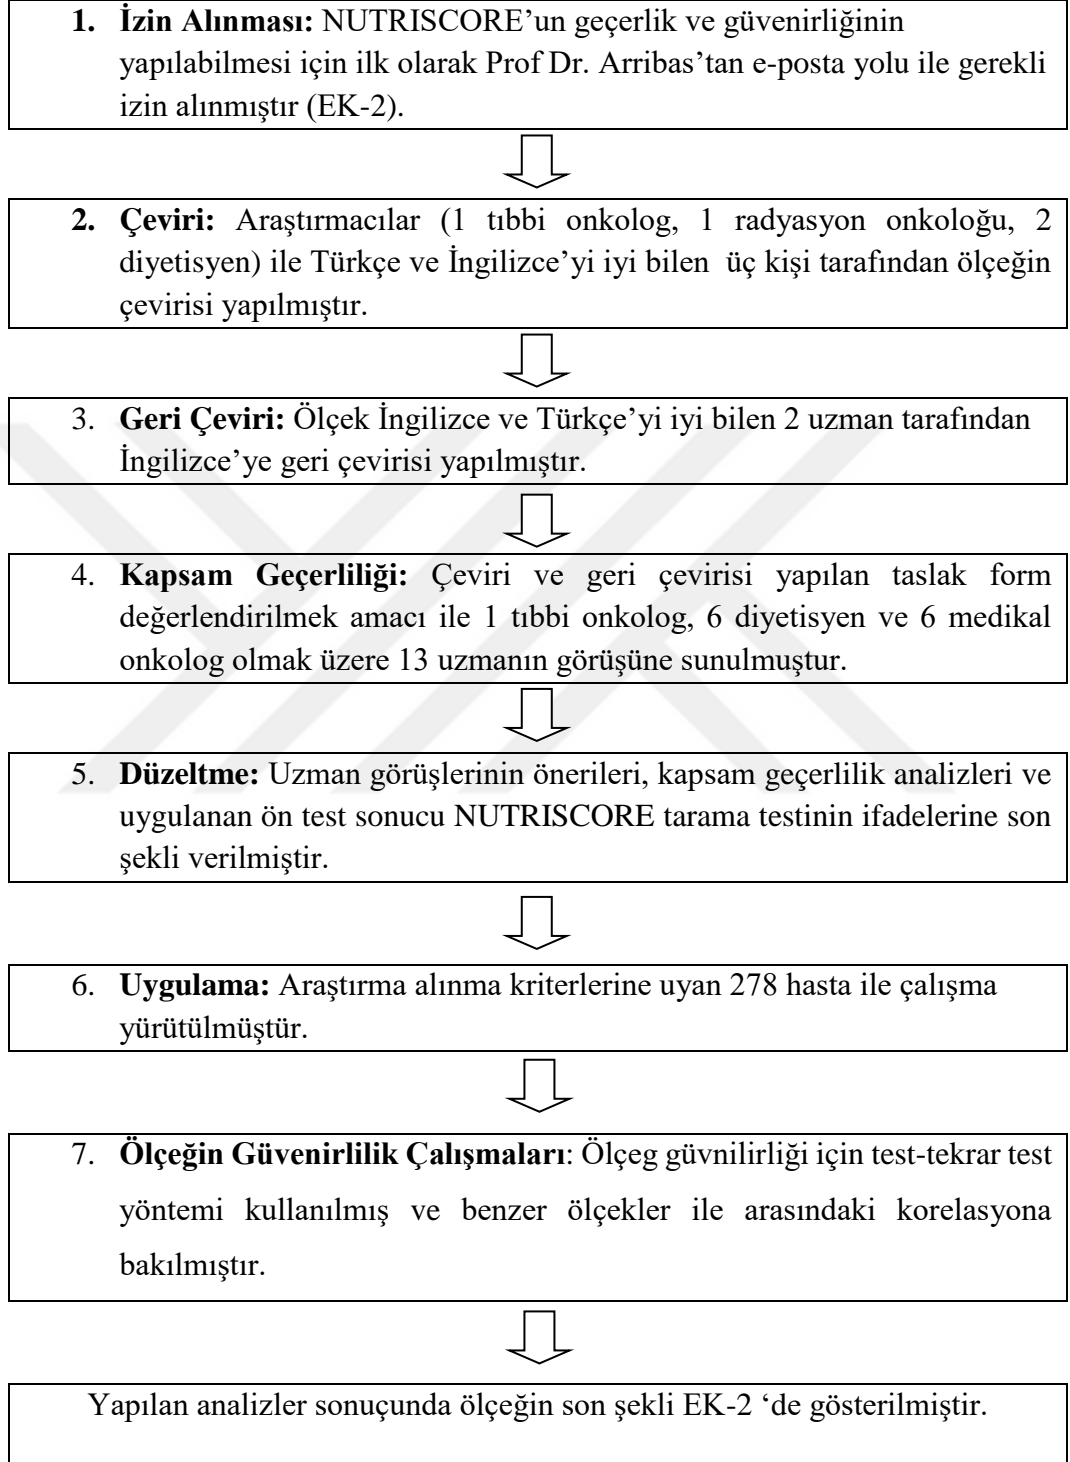 1. İzin Alınması: NUTRISCORE’un geçerlik ve güvenirliğinin
yapılabilmesi için ilk olarak Prof Dr. Arribas’tan e-posta yolu ile gerekli
izin alınmıştır (EK-2).
2. Çeviri: Araştırmacılar (1 tıbbi onkolog, 1 radyasyon onkoloğu, 2
diyetisyen) ile Türkçe ve İngilizce’yi iyi bilen üç kişi tarafından ölçeğin
çevirisi yapılmıştır.
3. Geri Çeviri: Ölçek İngilizce ve Türkçe’yi iyi bilen 2 uzman tarafından
İngilizce’ye geri çevirisi yapılmıştır.
4. Kapsam Geçerliliği: Çeviri ve geri çevirisi yapılan taslak form
değerlendirilmek amacı ile 1 tıbbi onkolog, 6 diyetisyen ve 6 medikal
onkolog olmak üzere 13 uzmanın görüşüne sunulmuştur.
5. Düzeltme: Uzman görüşlerinin önerileri, kapsam geçerlilik analizleri ve
uygulanan ön test sonucu NUTRISCORE tarama testinin ifadelerine son
şekli verilmiştir.
6. Uygulama: Araştırma alınma kriterlerine uyan 278 hasta ile çalışma
yürütülmüştür.
7. Ölçeğin Güvenirlilik Çalışmaları: Ölçeg güvnilirliği için test-tekrar test
yöntemi kullanılmış ve benzer ölçekler ile arasındaki korelasyona
bakılmıştır.
Yapılan analizler sonuçunda ölçeğin son şekli EK-2 ‘de gösterilmiştir.